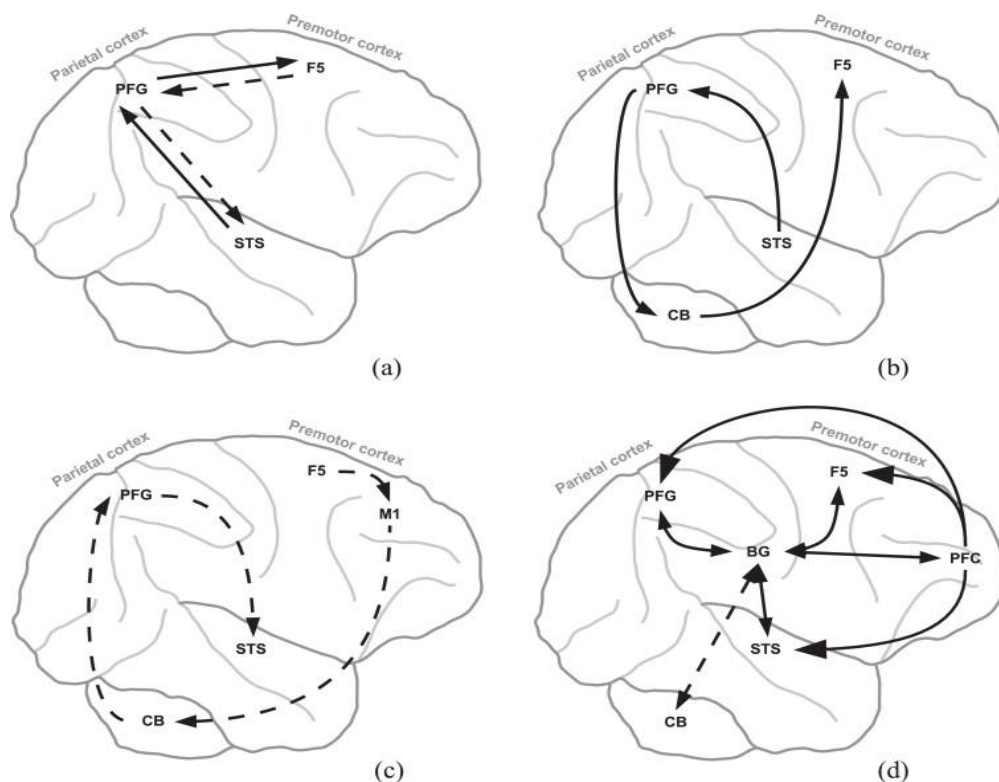 Parietal cortex
Premotor cortex
F5
PFG
STS
(a)
Parietal cortex
Premotor cortex
F5
PFG
STS
CB
(b)
Parietal cortex
Premotor cortex
F5
PFG
M1
STS
CB
(c)
Parietal cortex
Premotor cortex
F5
PFG
BG
PFC
STS
CB
(d)